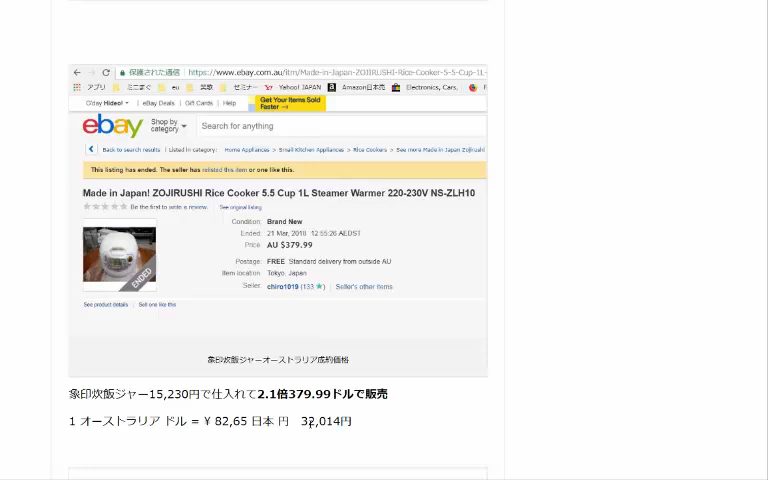 保護された通信 https://www.ebay.com.au/itm/Made-in-Japan-ZOJIRUSHI-Rice-Cooker-5-5-Cup-1L-
アプリ ミニまぐ eu 英歌 ゼミナー Yahoo! JAPAN Amazon日本売 Electronics, Cars,
G'day Hideo! eBay Deals Gift Cards Help Get Your Items Sold Faster →
ebay Shop by category Search for anything
Back to search results Listed in category: Home Appliances > Small Kitchen Appliances > Rice Cookers > See more Made in Japan Zojirush
This listing has ended. The seller has relisted this item or one like this.
Made in Japan! ZOJIRUSHI Rice Cooker 5.5 Cup 1L Steamer Warmer 220-230V NS-ZLH10
Be the first to write a review. See original listing
Condition: Brand New
Ended: 21 Mar, 2018 12:55:26 AEDST
Price: AU $379.99
ENDED
Postage: FREE Standard delivery from outside AU
Item location: Tokyo, Japan
Seller: chiro1019 (133 ★) Seller's other items
See product details Sell one like this
象印炊飯ジャーオーストラリア成約価格
象印炊飯ジャー15,230円で仕入れて2.1倍379.99ドルで販売
1 オーストラリア ドル = ¥ 82,65 日本 円 32,014円